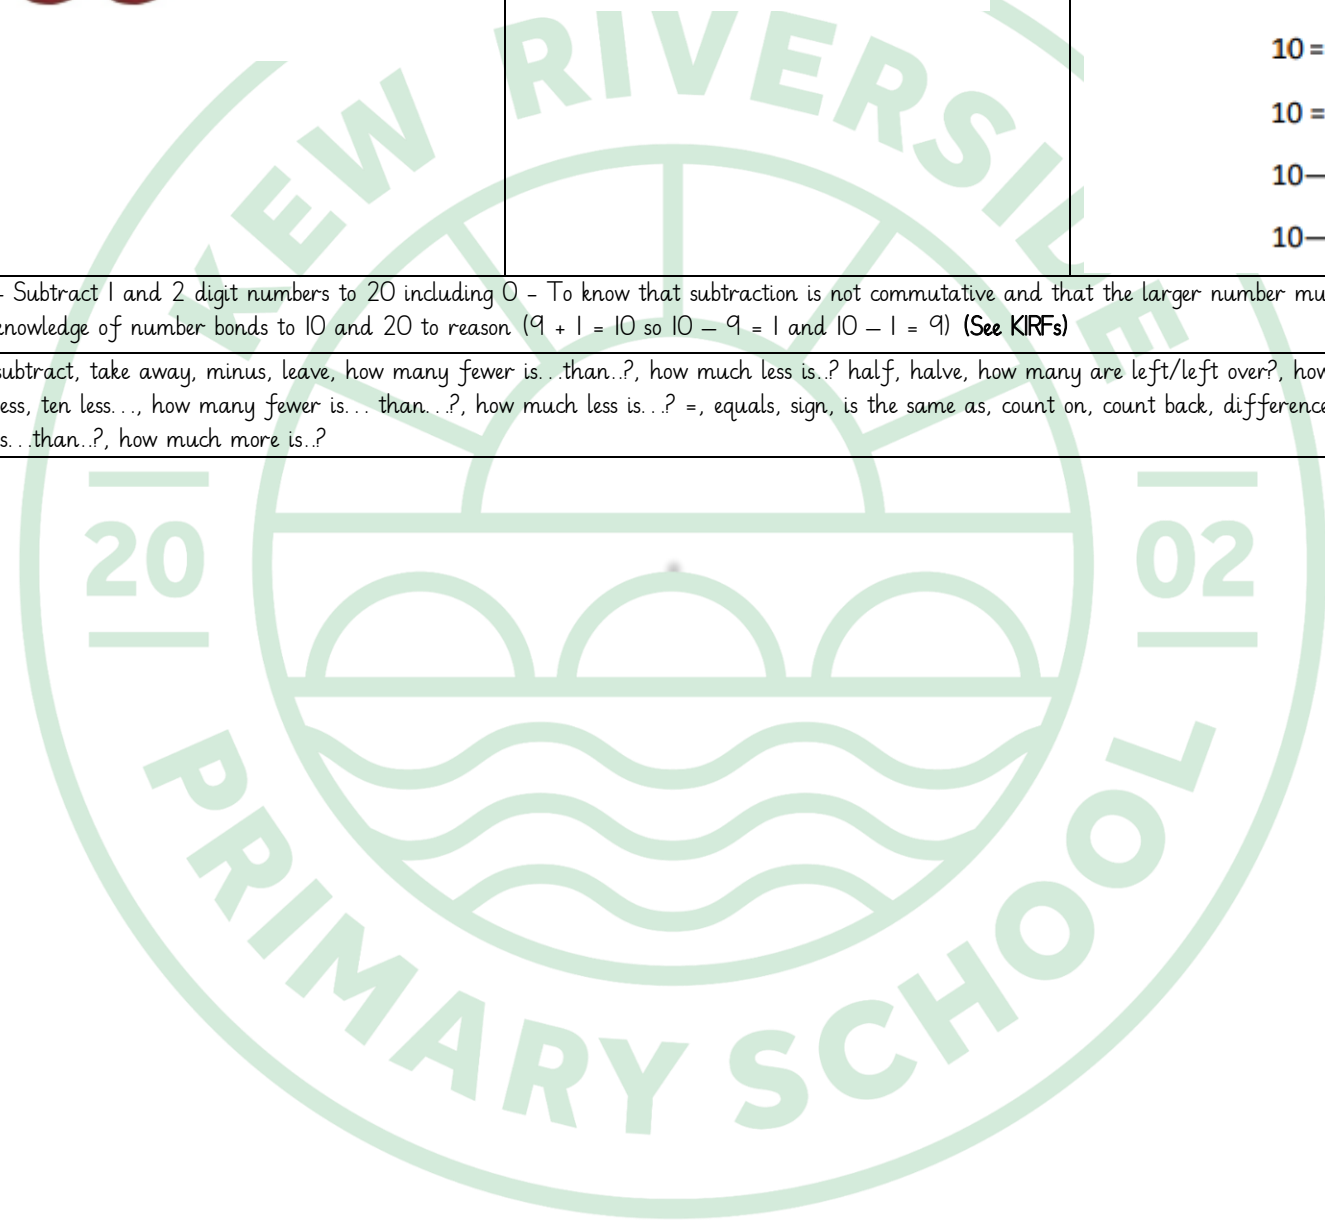 KEW RIVERSIDE
10 =
10 =
10—
10—
- Subtract 1 and 2 digit numbers to 20 including 0 - To know that subtraction is not commutative and that the larger number mu
knowledge of number bonds to 10 and 20 to reason (9 + 1 = 10 so 10 – 9 = 1 and 10 – 1 = 9) (See KIRFs)
subtract, take away, minus, leave, how many fewer is...than..?, how much less is..? half, halve, how many are left/left over?, how
ess, ten less..., how many fewer is... than...?, how much less is...? =, equals, sign, is the same as, count on, count back, difference
s...than..?, how much more is..?
20
02
PRIMARY SCHOOL